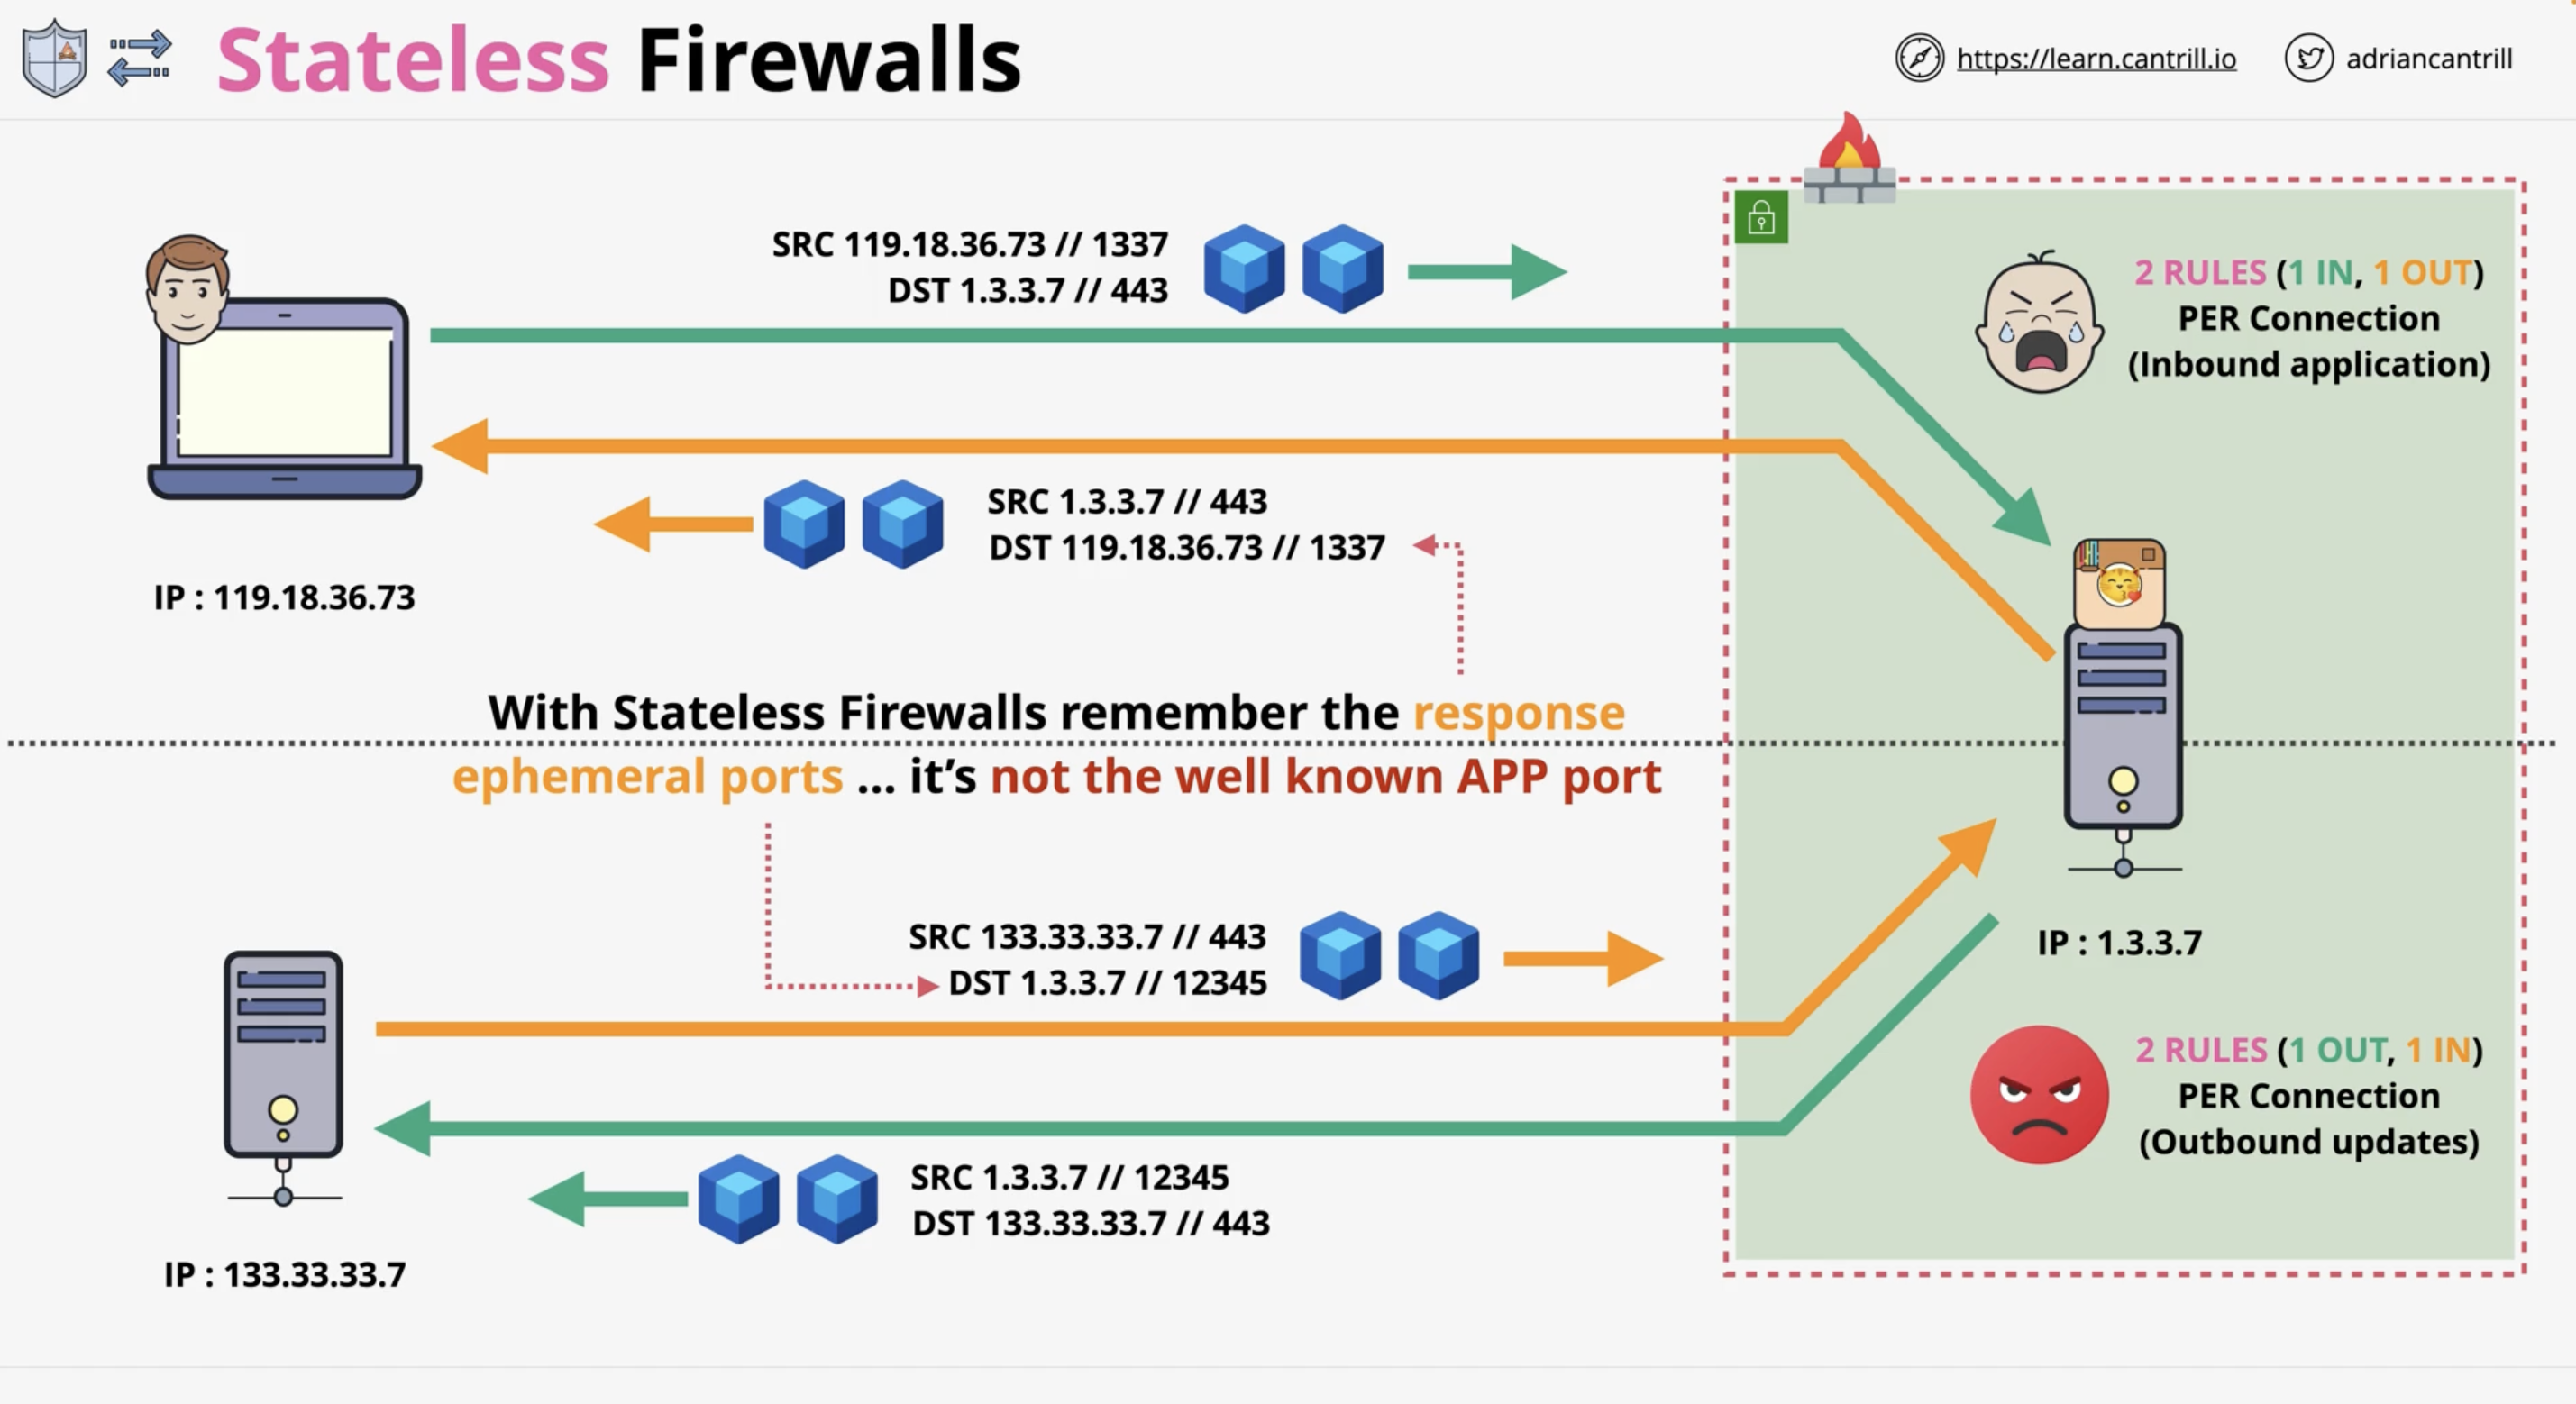 Stateless Firewalls
https://learn.cantrill.io
adriancantrill
SRC 119.18.36.73 // 1337
DST 1.3.3.7 // 443
2 RULES (1 IN, 1 OUT)
PER Connection
(Inbound application)
SRC 1.3.3.7 // 443
DST 119.18.36.73 // 1337
IP : 119.18.36.73
With Stateless Firewalls remember the response
ephemeral ports ... it’s not the well known APP port
SRC 133.33.33.7 // 443
DST 1.3.3.7 // 12345
IP : 1.3.3.7
2 RULES (1 OUT, 1 IN)
PER Connection
(Outbound updates)
SRC 1.3.3.7 // 12345
DST 133.33.33.7 // 443
IP : 133.33.33.7